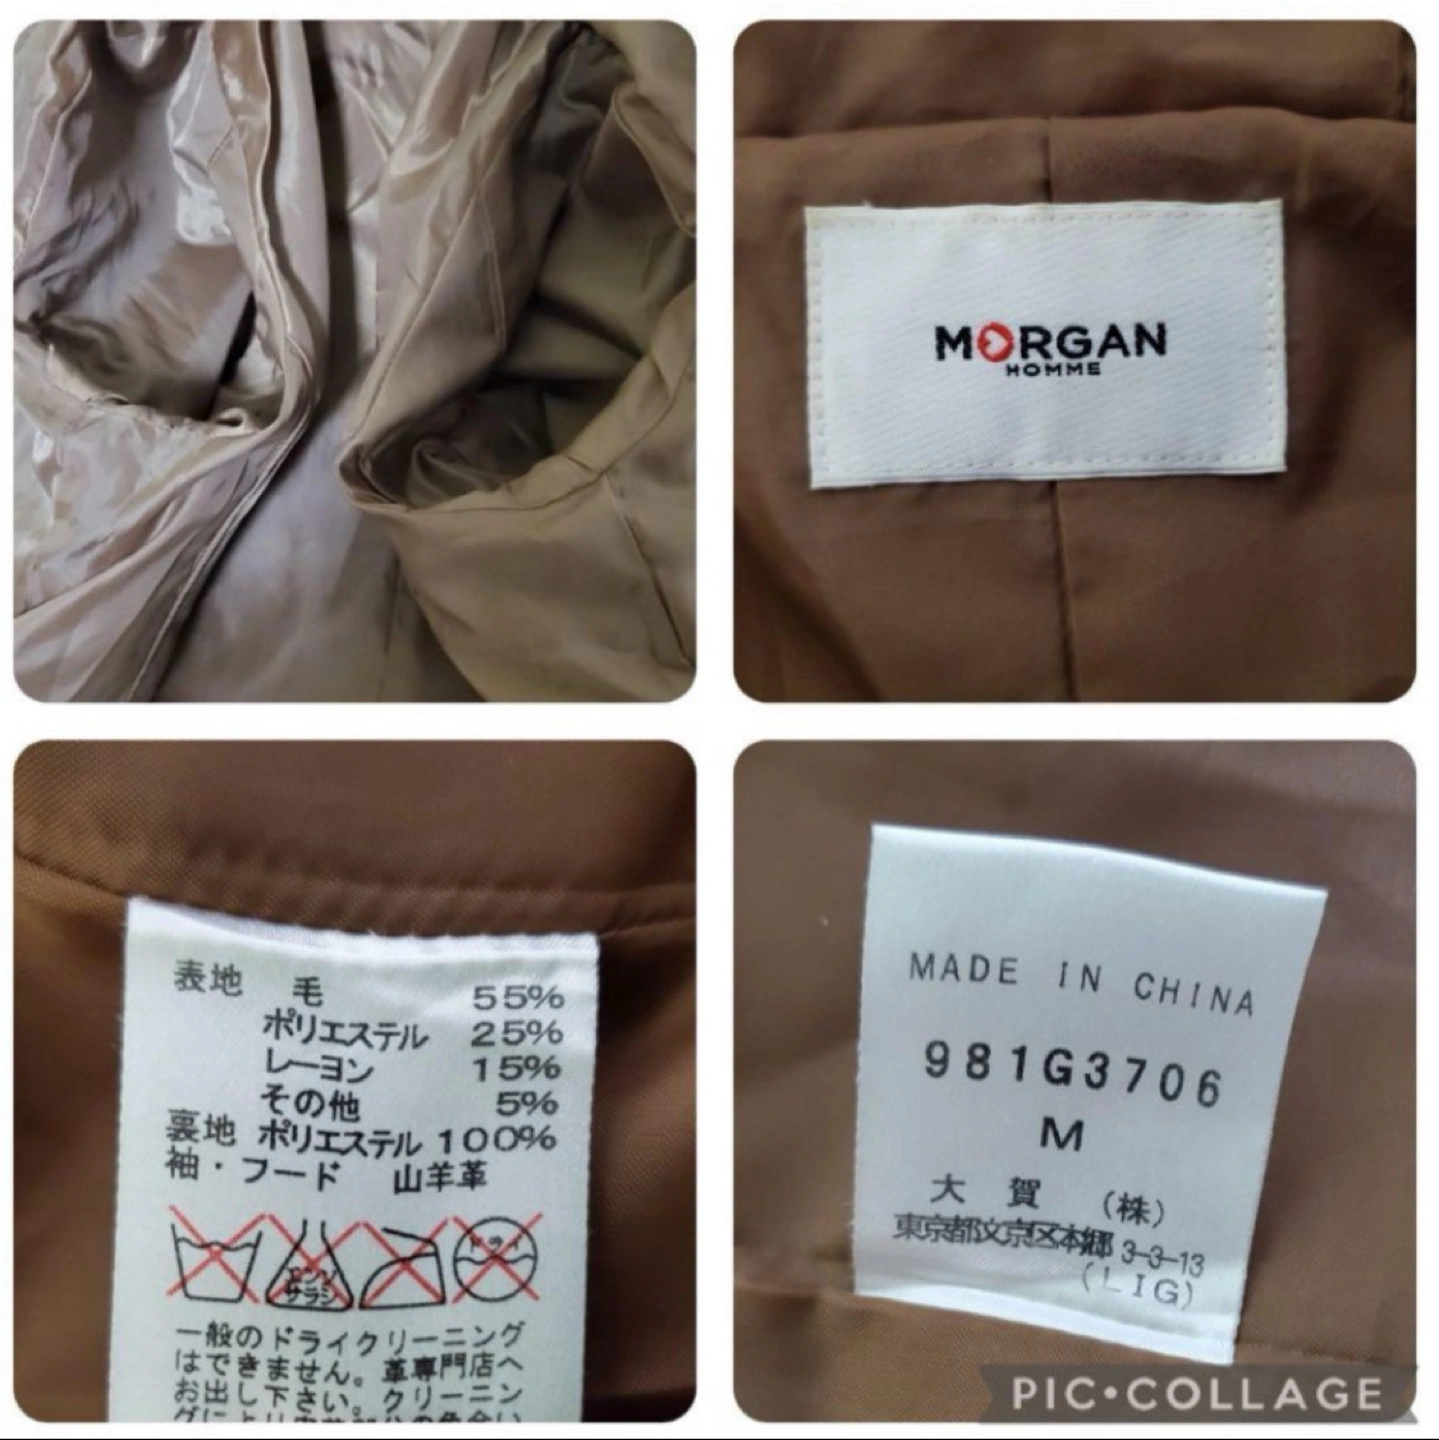 MORGAN
HOMME
表地 毛 55%
ポリエステル 25%
レーヨン 15%
その他 5%
裏地 ポリエステル 100%
袖・フード 山羊革
エンソ
サラシ
ドライ
一般のドライクリーニング
はできません。革専門店へ
お出し下さい。クリーニン
MADE IN CHINA
981G3706
M
大賀 (株)
東京都文京区本郷 3-3-13
(LIG)
PIC•COLLAGE